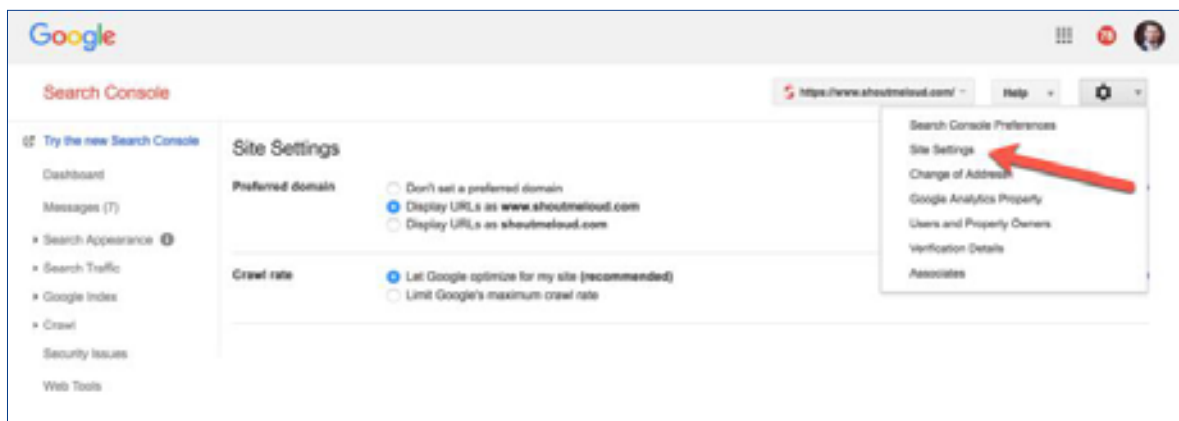 Google
Search Console
https://www.shoutmeloud.com/
Help
Search Console Preferences
Site Settings
Change of Address
Google Analytics Property
Users and Property Owners
Verification Details
Associates
Try the new Search Console
Dashboard
Messages (7)
Search Appearance
Search Traffic
Google Index
Crawl
Security Issues
Web Tools
Site Settings
Preferred domain
Don't set a preferred domain
Display URLs as www.shoutmeloud.com
Display URLs as shoutmeloud.com
Crawl rate
Let Google optimize for my site (recommended)
Limit Google's maximum crawl rate